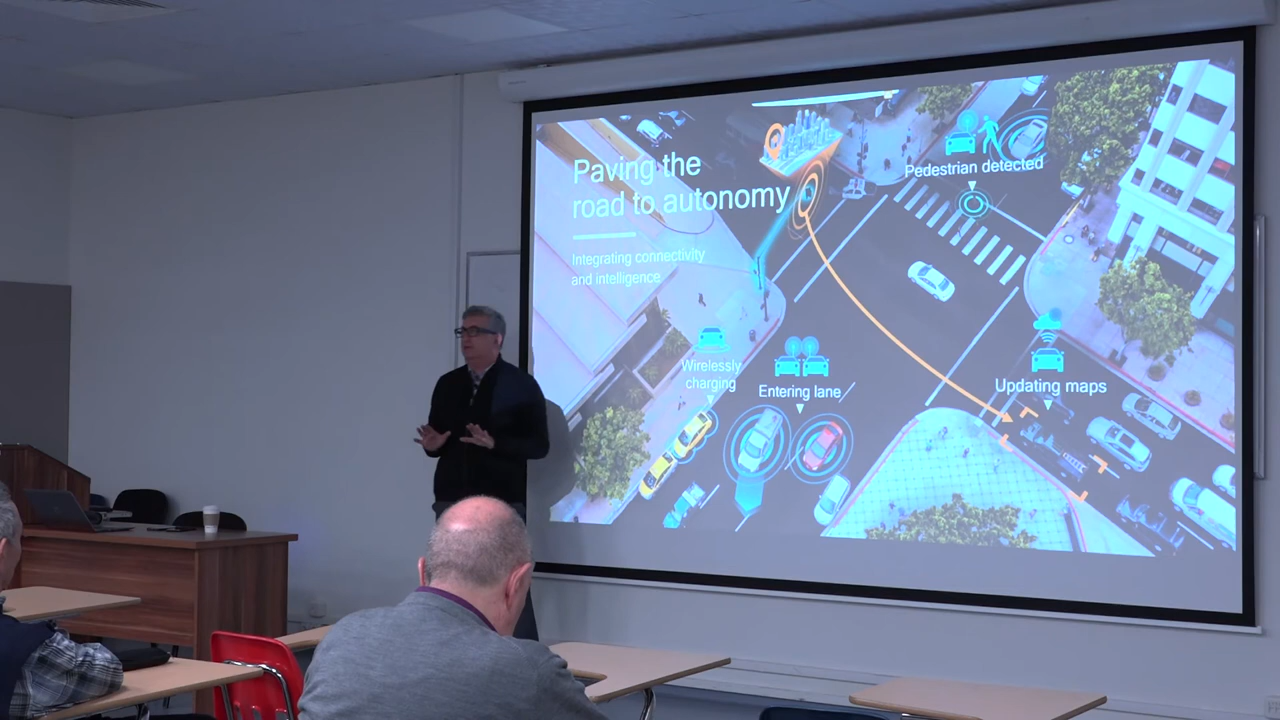 Paving the
road to autonomy
Integrating connectivity
and intelligence
Pedestrian detected
Wirelessly
charging
Entering lane
Updating maps